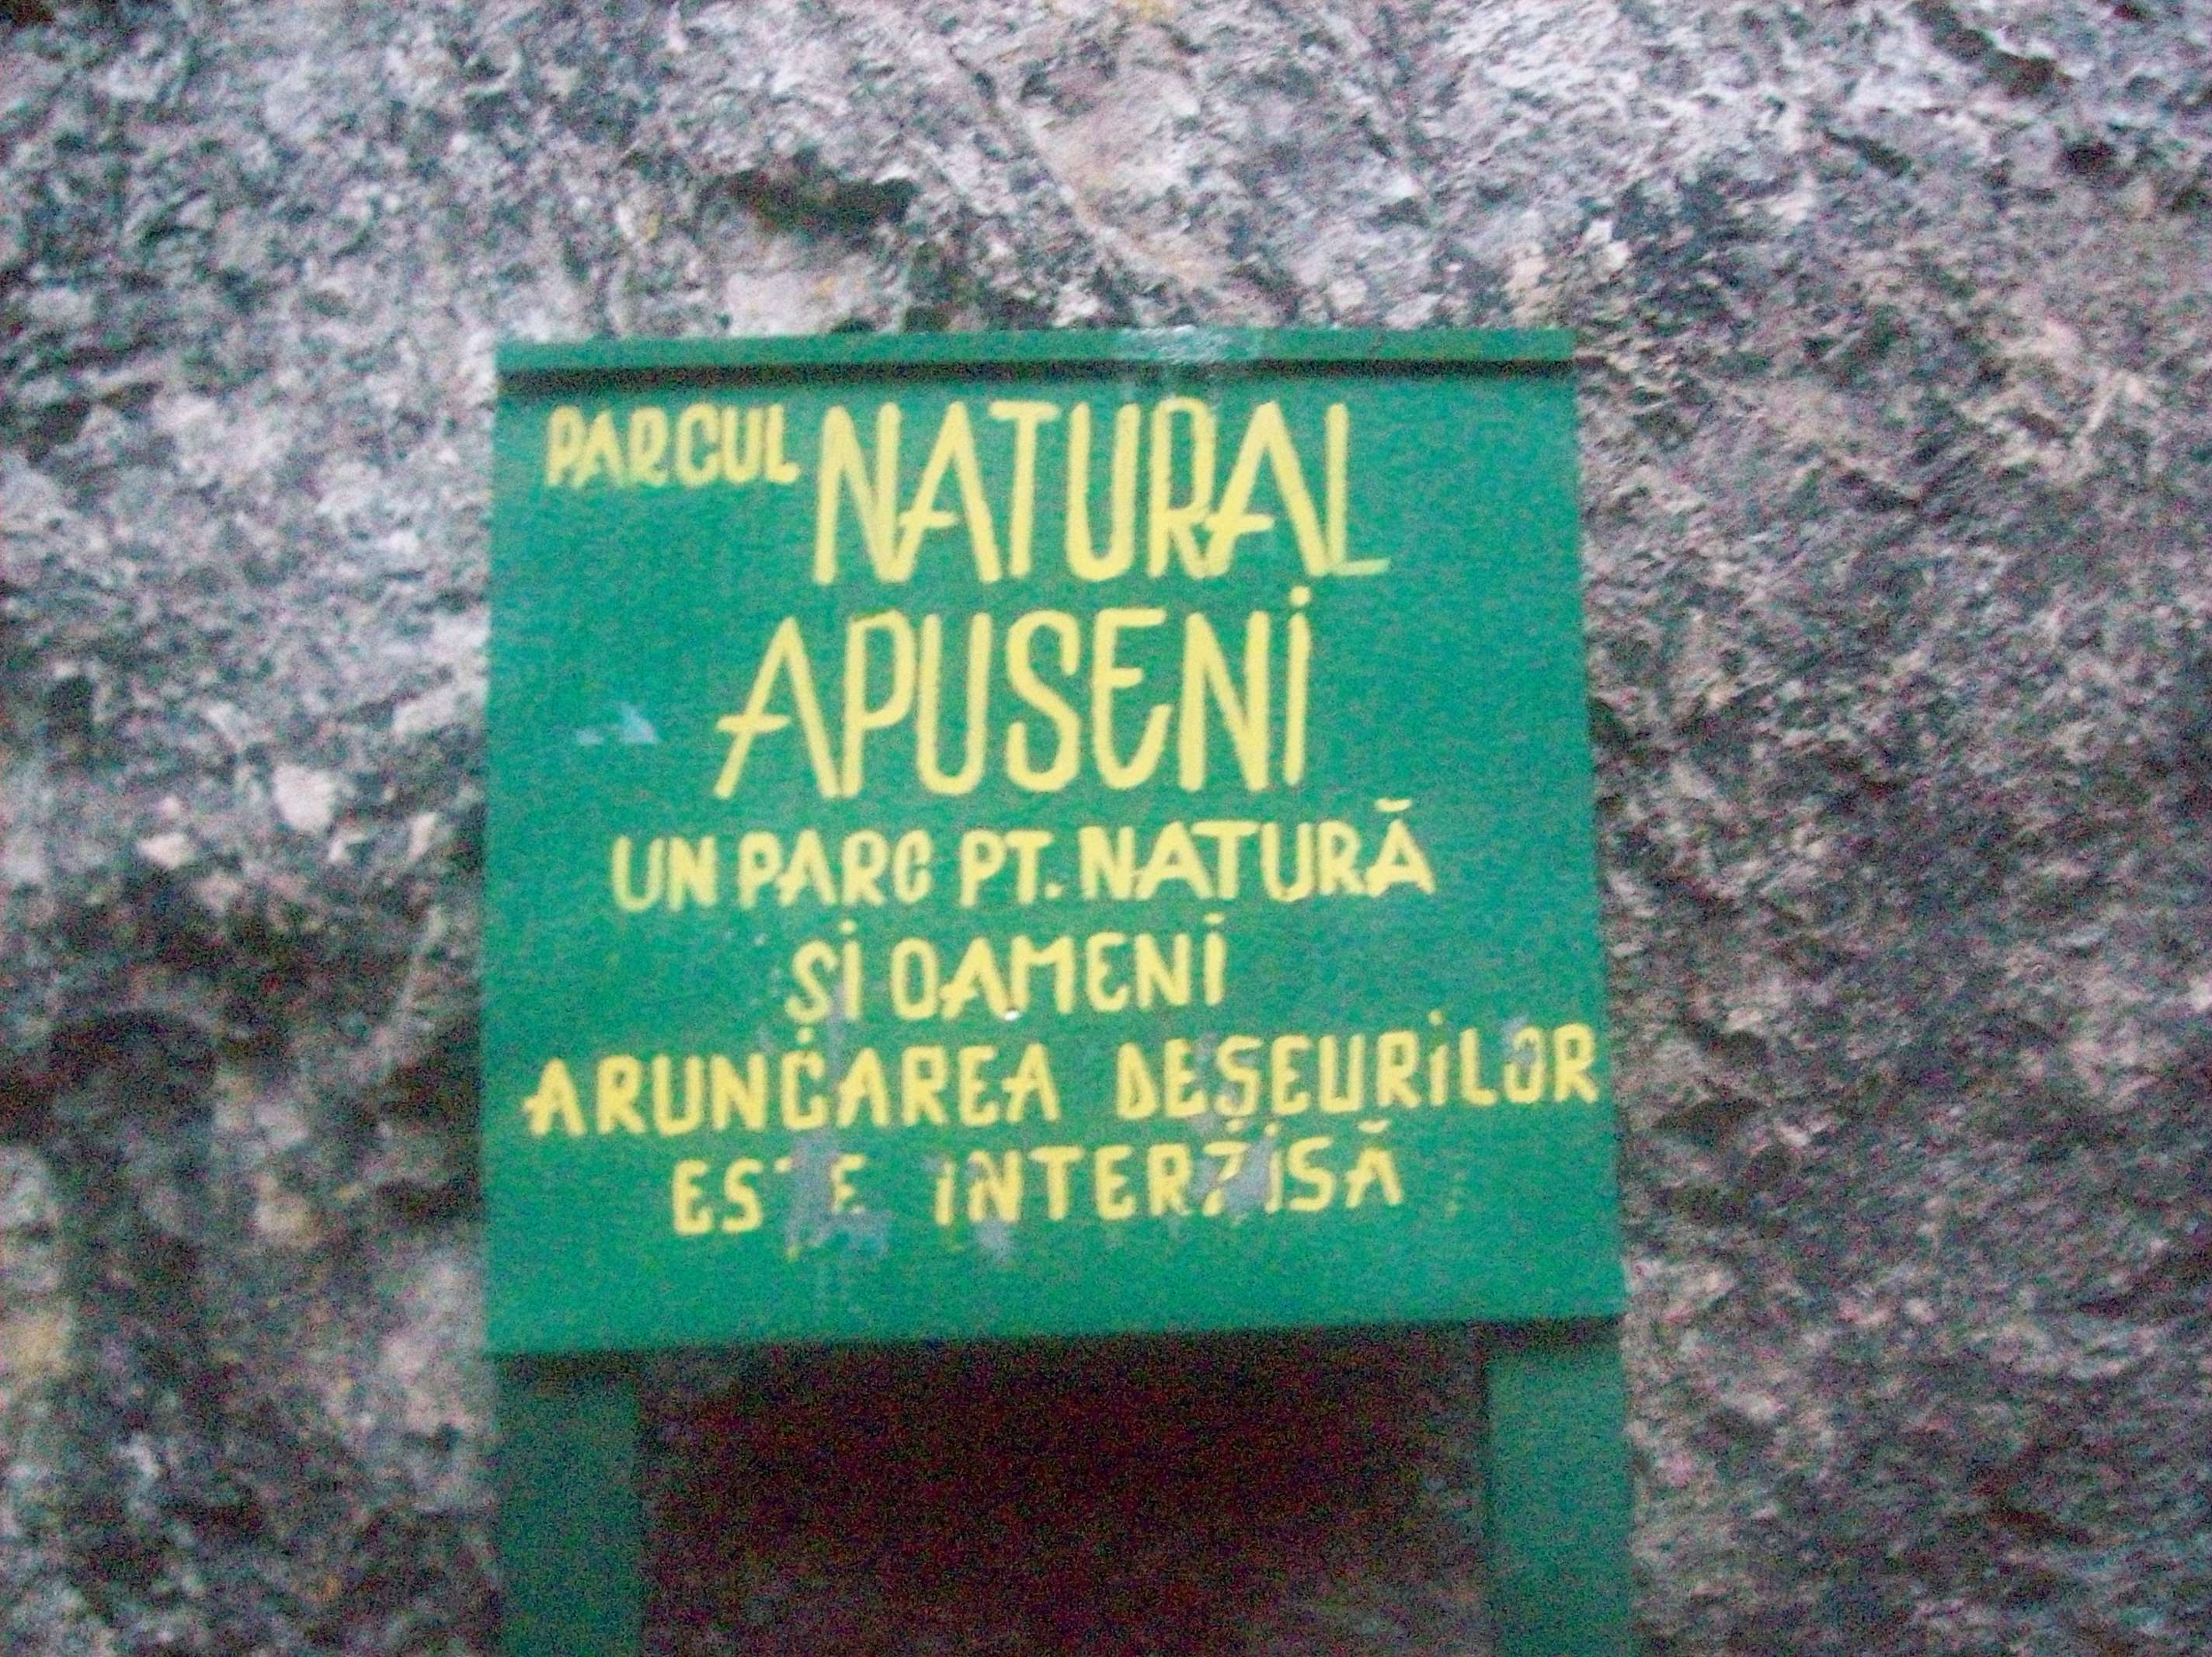 PARCUL NATURAL
APUSENI
UN PARC PT. NATURĂ
ȘI OAMENI
ARUNCAREA DEȘEURILOR
ESTE INTERZISĂ